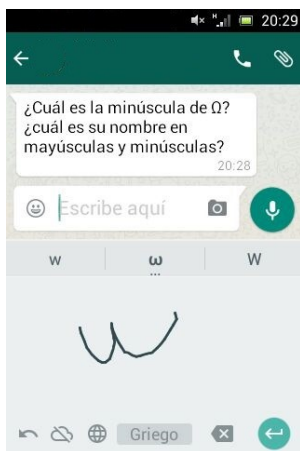 20:29
¿Cuál es la minúscula de Ω?
¿cuál es su nombre en
mayúsculas y minúsculas?
20:28
Escribe aquí
w ω W
ω
Griego